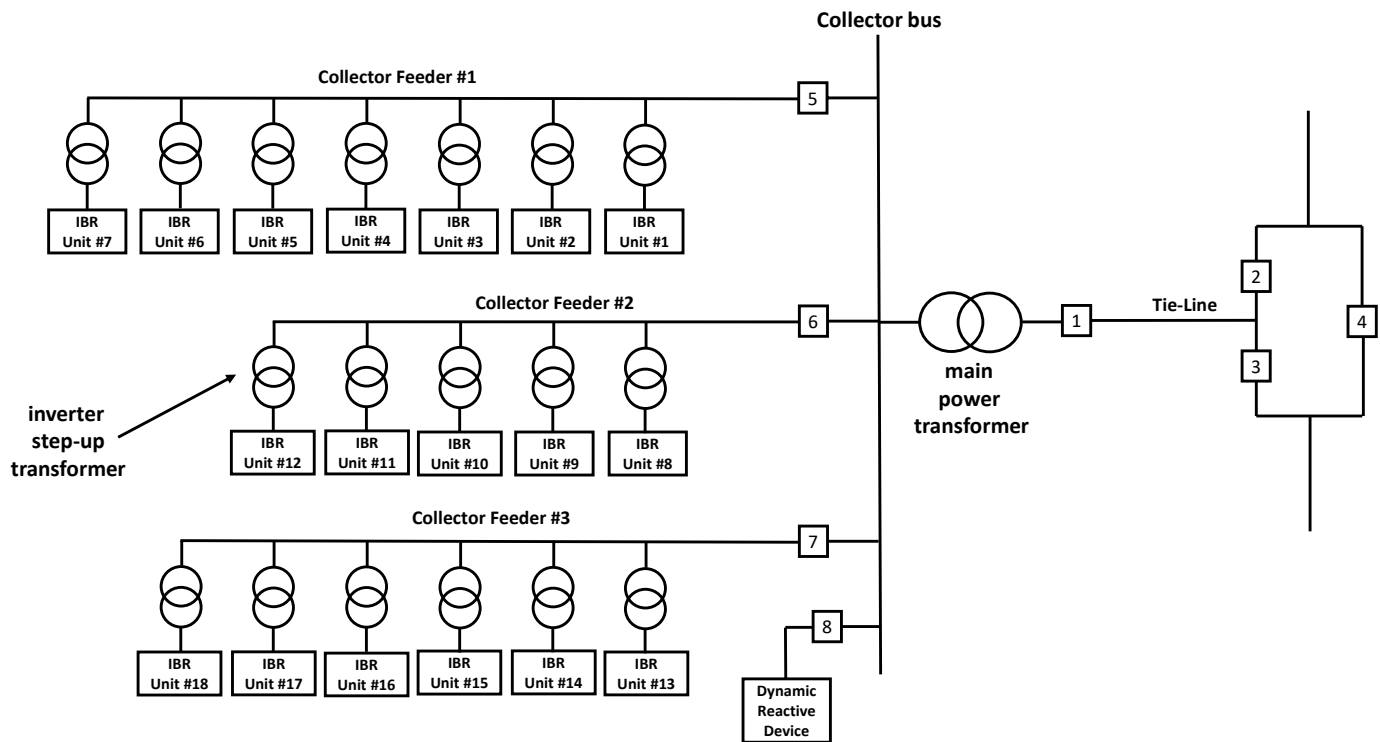 Collector bus
Collector Feeder #1
5
IBR
Unit #7
IBR
Unit #6
IBR
Unit #5
IBR
Unit #4
IBR
Unit #3
IBR
Unit #2
IBR
Unit #1
Collector Feeder #2
6
1
Tie-Line
2
3
4
main
power
transformer
inverter
step-up
transformer
IBR
Unit #12
IBR
Unit #11
IBR
Unit #10
IBR
Unit #9
IBR
Unit #8
Collector Feeder #3
7
8
IBR
Unit #18
IBR
Unit #17
IBR
Unit #16
IBR
Unit #15
IBR
Unit #14
IBR
Unit #13
Dynamic
Reactive
Device